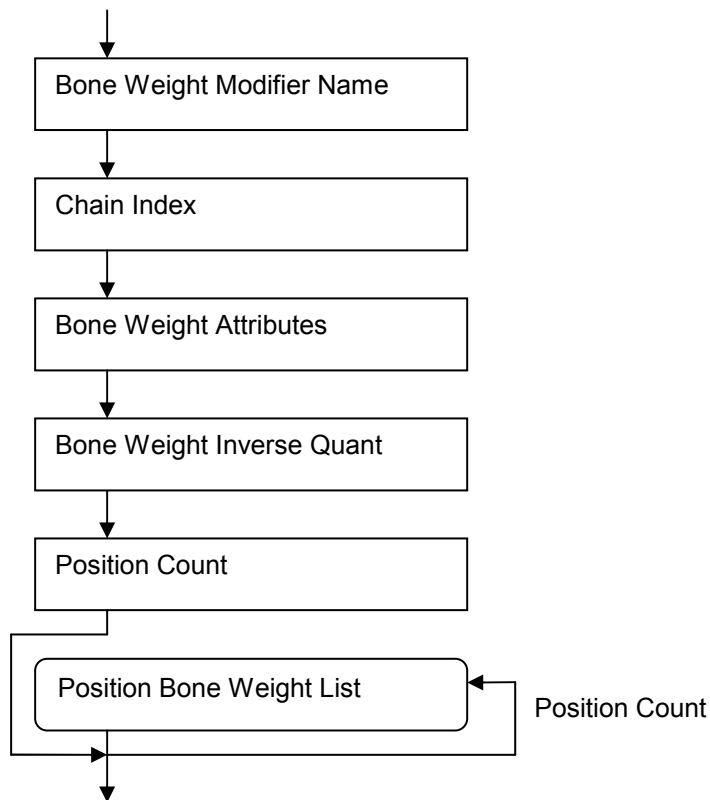 Bone Weight Modifier Name
Chain Index
Bone Weight Attributes
Bone Weight Inverse Quant
Position Count
Position Bone Weight List
Position Count